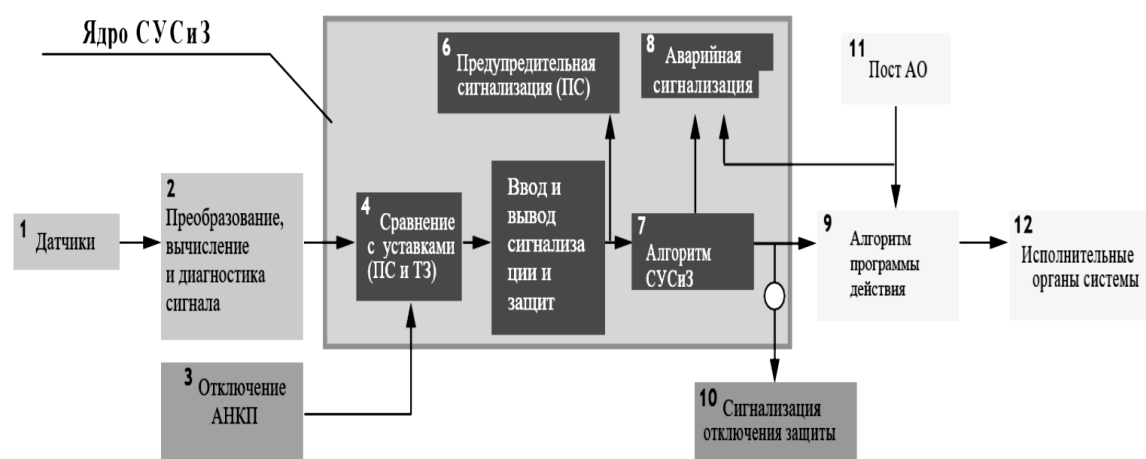 Ядро СУСиЗ
6 Предупредительная
сигнализация (ПС)
8 Аварийная
сигнализация
11
Пост АО
1 Датчики
2
Преобразование,
вычисление
и диагностика
сигнала
4 Сравнение
с уставками
(ПС и ТЗ)
Ввод и
вывод
сигнализа
ции и
защит
7
Алгоритм
СУСиЗ
9 Алгоритм
программы
действия
12
Исполнительные
органы системы
3 Отключение
АНКП
10 Сигнализация
отключения защиты